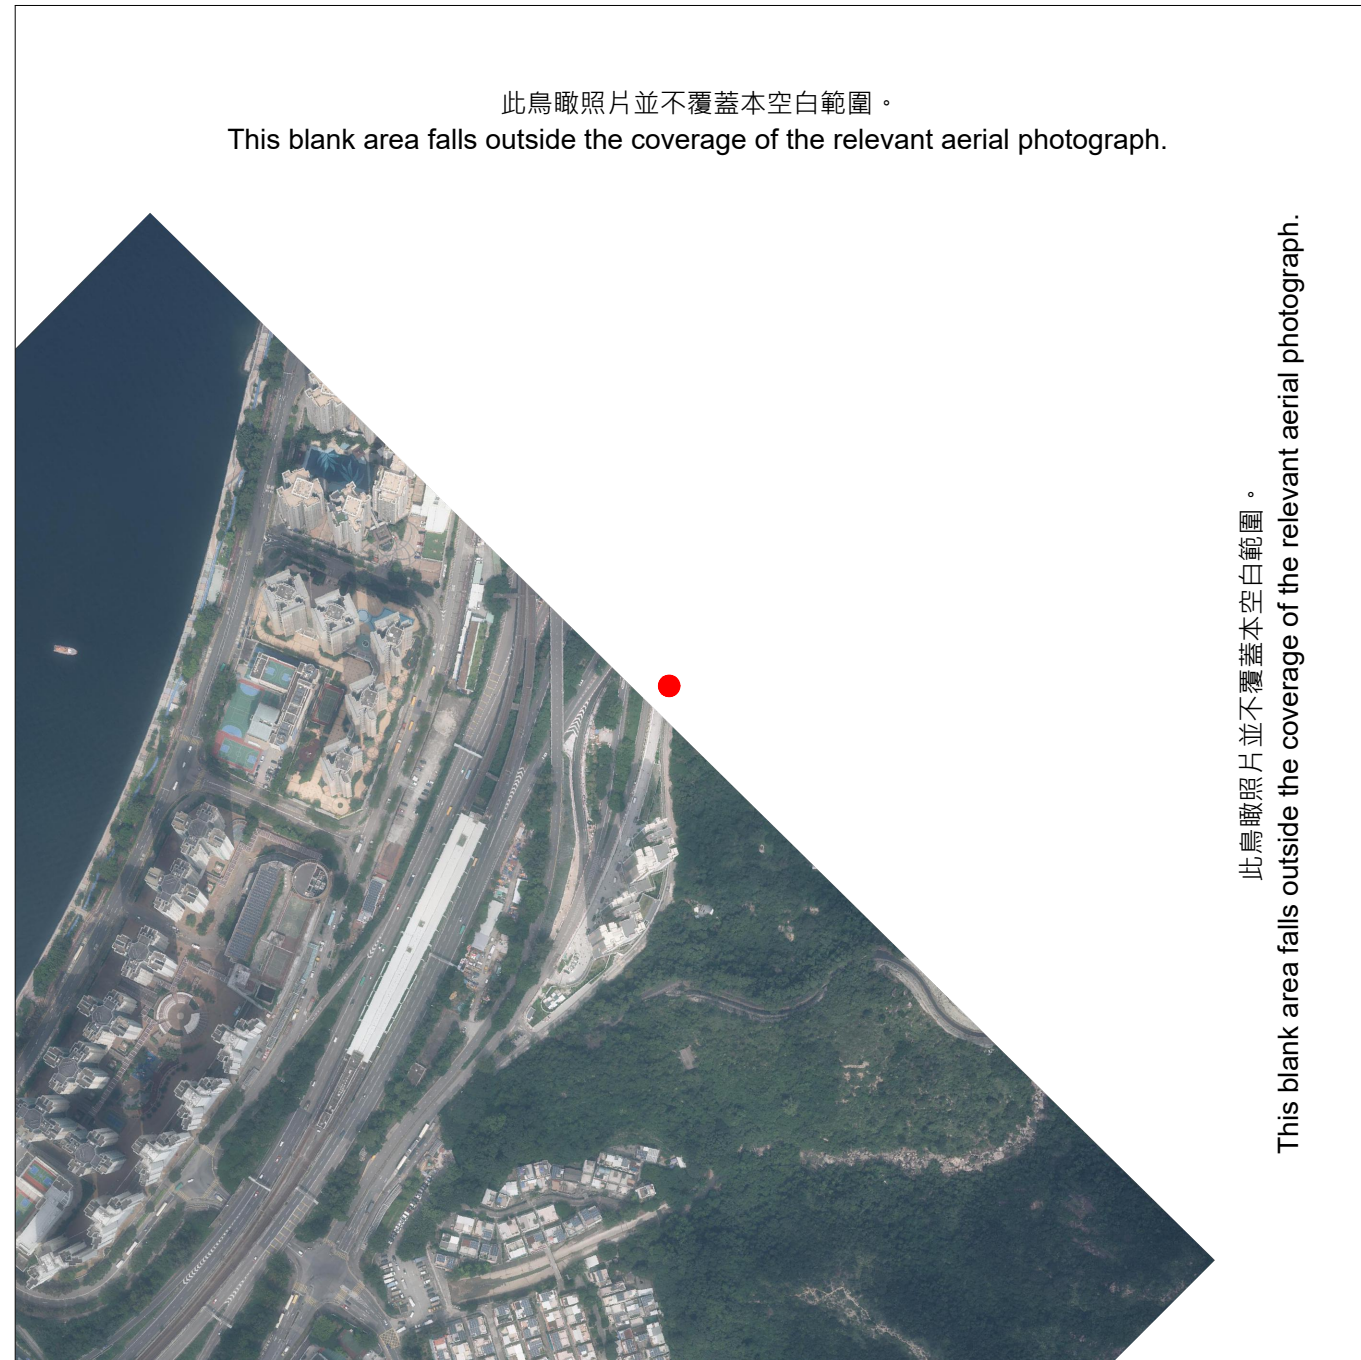 此鳥瞰照片並不覆蓋本空白範圍。
This blank area falls outside the coverage of the relevant aerial photograph.
此鳥瞰照片並不覆蓋本空白範圍。
This blank area falls outside the coverage of the relevant aerial photograph.